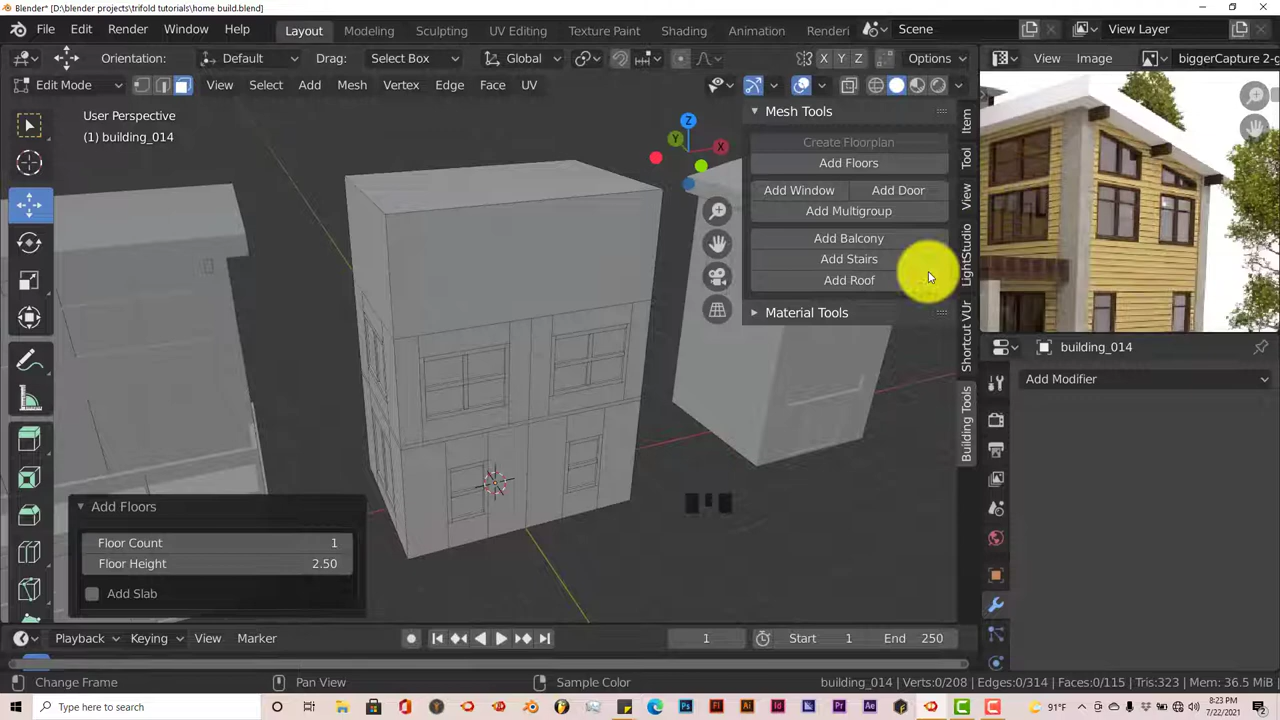 Blender* [D:\blender projects\trifold tutorials\home build.blend]
File Edit Render Window Help Layout Modeling Sculpting UV Editing Texture Paint Shading Animation Scene View Layer
Orientation: Default Drag: Select Box Global X Y Z Options View Image
Edit Mode View Select Add Mesh Vertex Edge Face UV
User Perspective
(1) building_014
Z
Y
X
Mesh Tools
Create Floorplan
Add Floors
Add Window Add Door
Add Multigroup
Add Balcony
Add Stairs
Add Roof
Material Tools
Item
Tool
View
LightStudio
Building Tools
building_014
Add Modifier
Add Floors
Floor Count 1
Floor Height 2.50
Add Slab
Playback Keying View Marker 1 Start 1 End 250
Change Frame Pan View Sample Color building_014 | Verts:0/208 | Edges:0/314 | Faces:0/115 | Tris:323 | Mem: 36.5 MiB
Type here to search 91°F 8:23 PM
7/22/2021